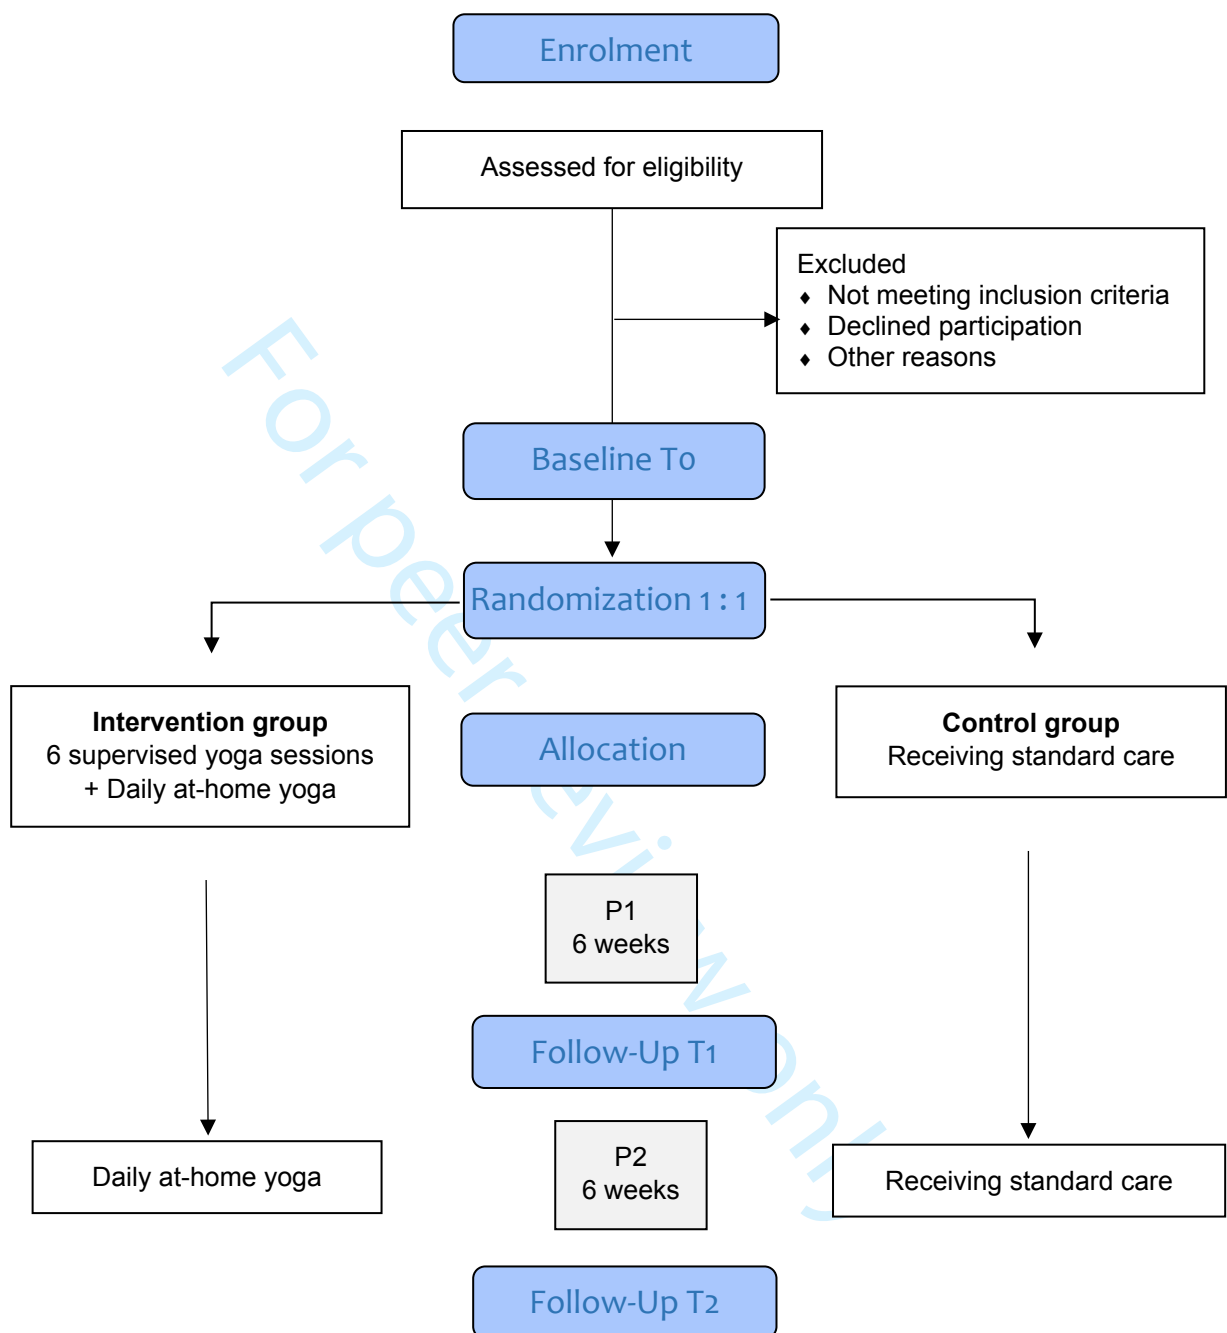 Enrolment
Assessed for eligibility
Excluded
♦ Not meeting inclusion criteria
♦ Declined participation
♦ Other reasons
Baseline T0
Randomization 1 : 1
Intervention group
6 supervised yoga sessions
+ Daily at-home yoga
Allocation
Control group
Receiving standard care
P1
6 weeks
Follow-Up T1
Daily at-home yoga
P2
6 weeks
Receiving standard care
Follow-Up T2
For peer review only